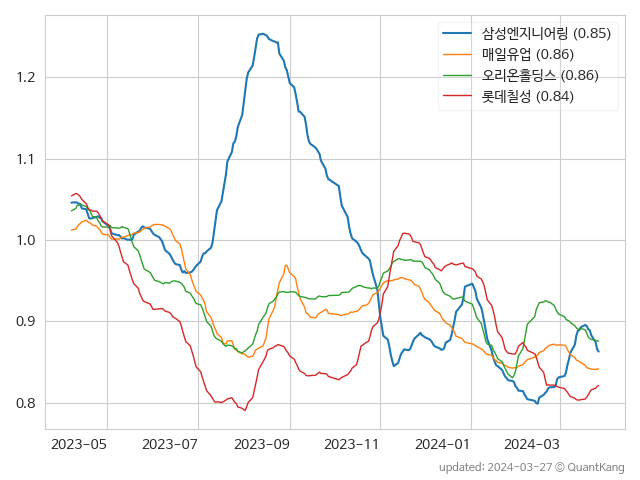 삼성엔지니어링 (0.85)
매일유업 (0.86)
오리온홀딩스 (0.86)
롯데칠성 (0.84)
1.2
1.1
1.0
0.9
0.8
2023-05 2023-07 2023-09 2023-11 2024-01 2024-03
updated: 2024-03-27 © QuantKang